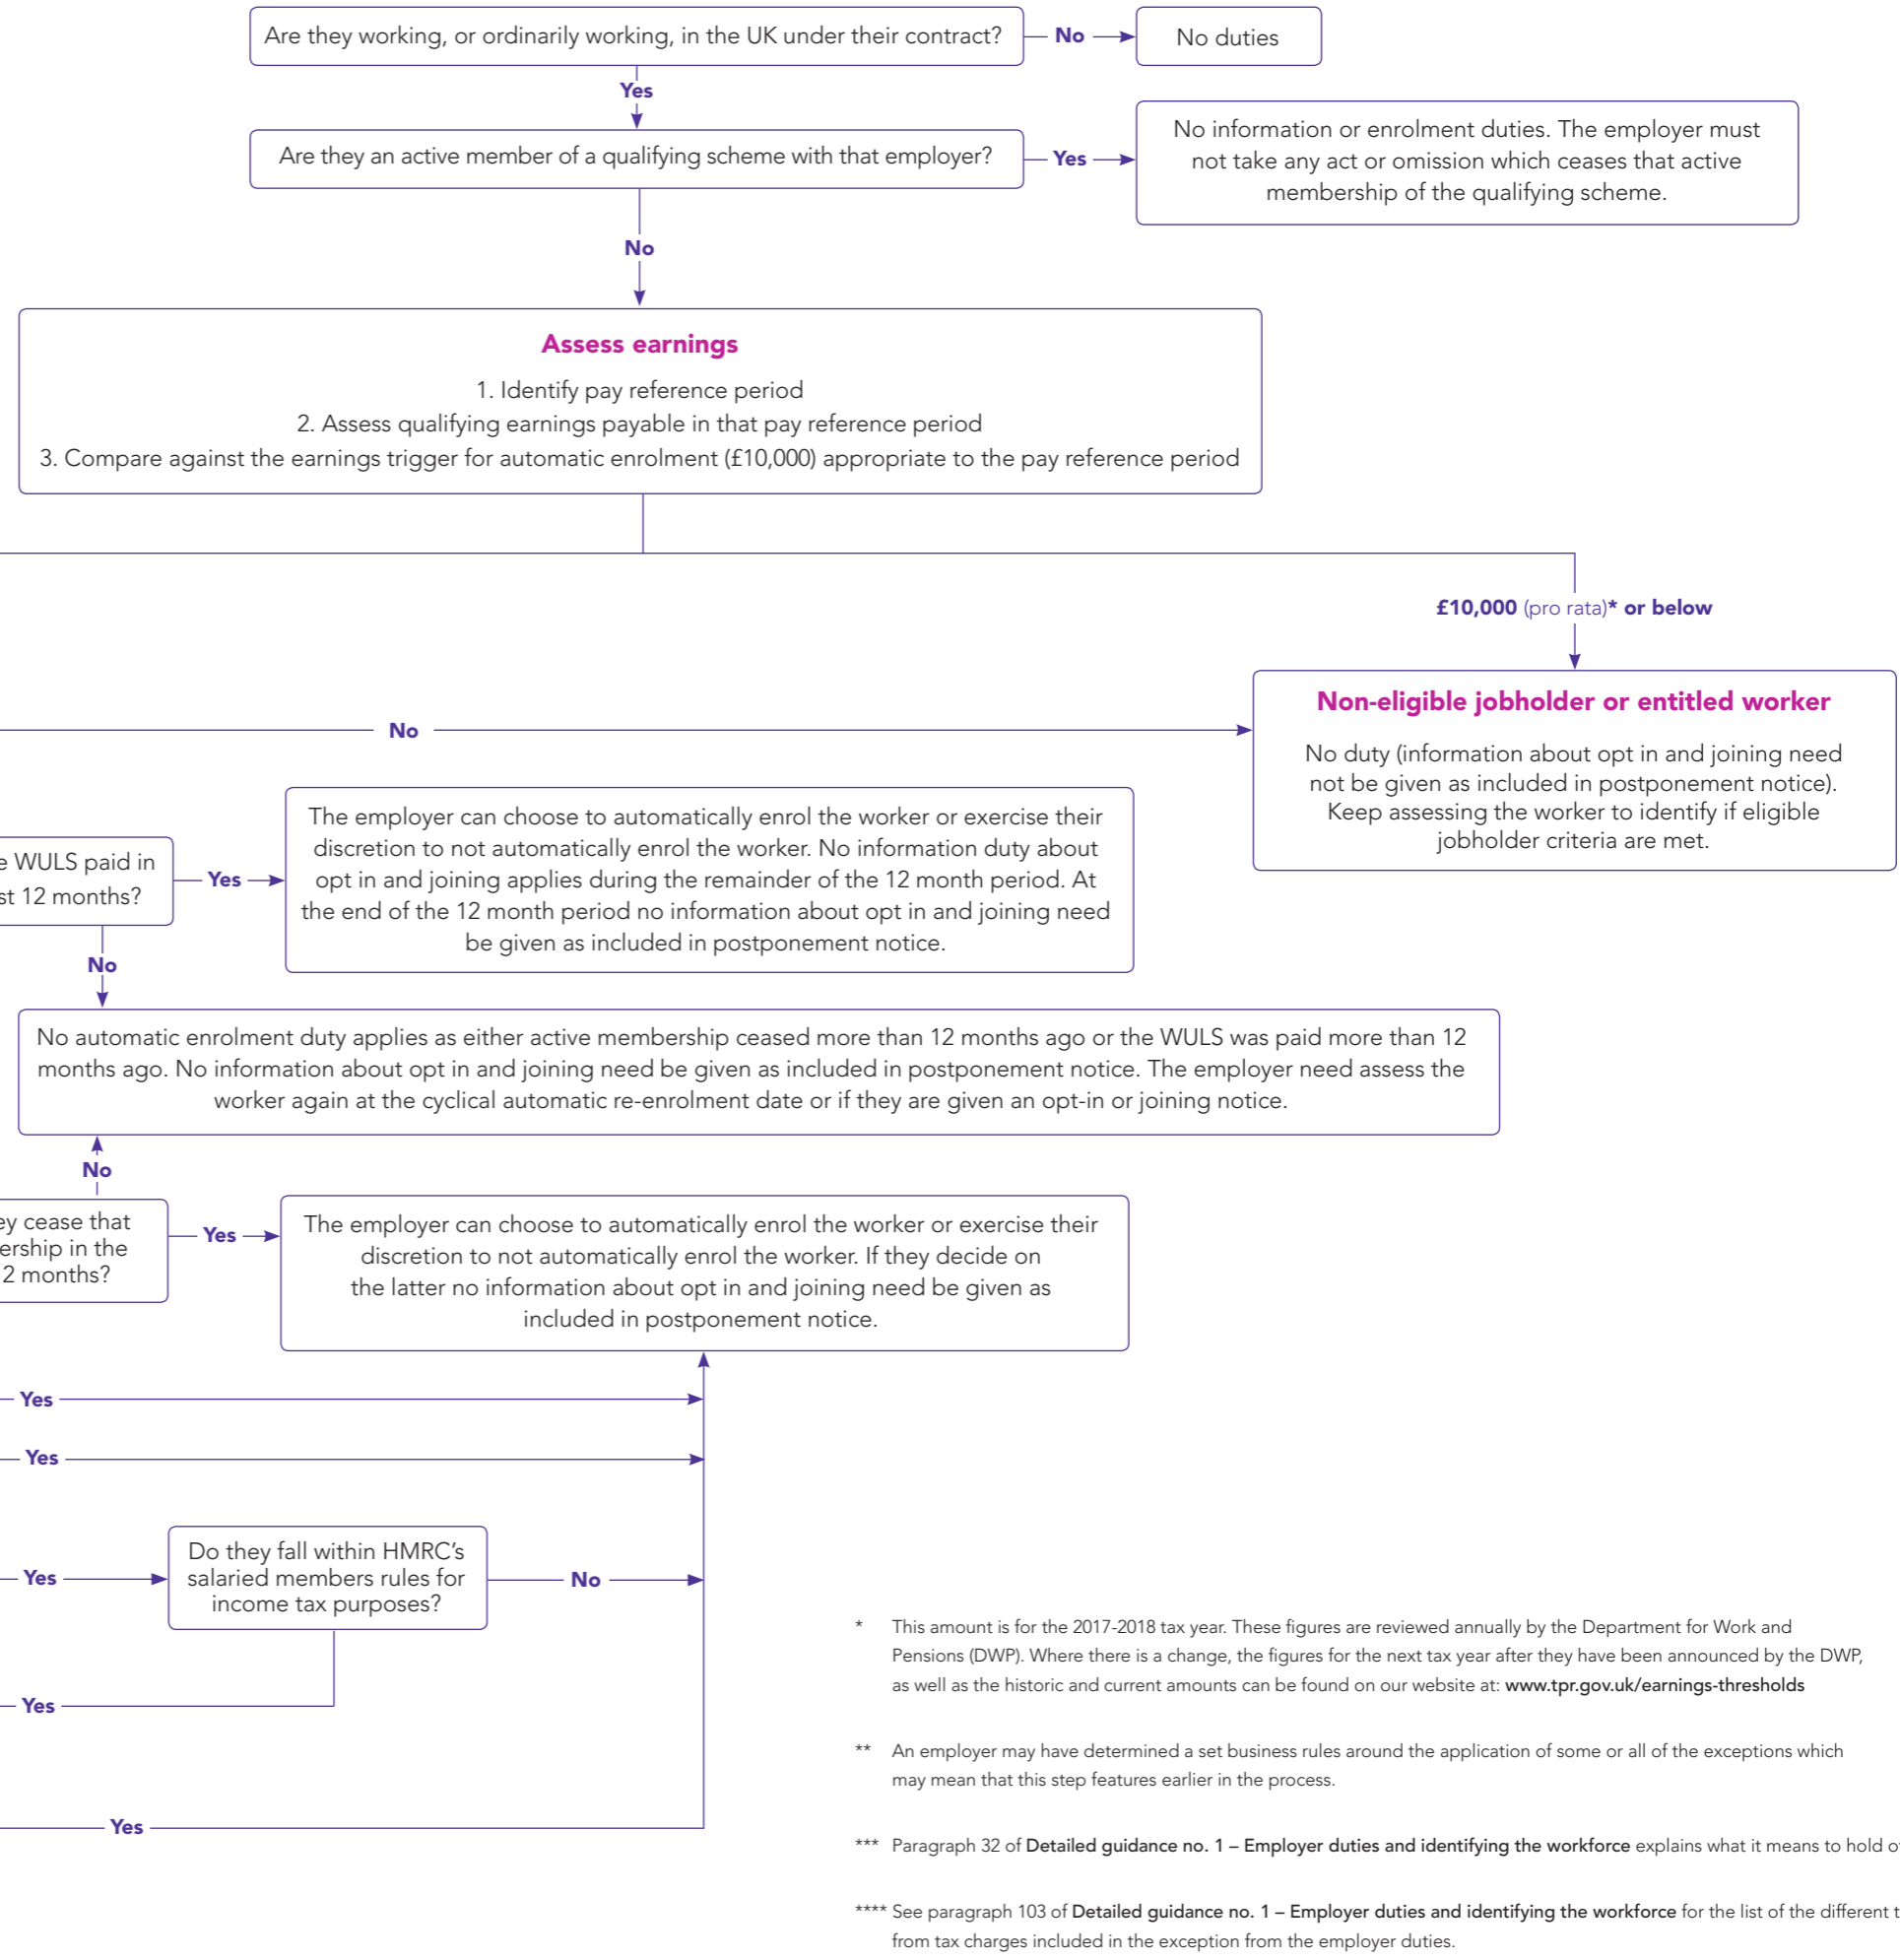 Are they working, or ordinarily working, in the UK under their contract?
No
No duties
Yes
Are they an active member of a qualifying scheme with that employer?
Yes
No information or enrolment duties. The employer must
not take any act or omission which ceases that active
membership of the qualifying scheme.
No
Assess earnings
1. Identify pay reference period
2. Assess qualifying earnings payable in that pay reference period
3. Compare against the earnings trigger for automatic enrolment (£10,000) appropriate to the pay reference period
£10,000 (pro rata)* or below
No
Non-eligible jobholder or entitled worker
No duty (information about opt in and joining need
not be given as included in postponement notice).
Keep assessing the worker to identify if eligible
jobholder criteria are met.
WULS paid in
12 months?
Yes
The employer can choose to automatically enrol the worker or exercise their
discretion to not automatically enrol the worker. No information duty about
opt in and joining applies during the remainder of the 12 month period. At
the end of the 12 month period no information about opt in and joining need
be given as included in postponement notice.
No
No automatic enrolment duty applies as either active membership ceased more than 12 months ago or the WULS was paid more than 12
months ago. No information about opt in and joining need be given as included in postponement notice. The employer need assess the
worker again at the cyclical automatic re-enrolment date or if they are given an opt-in or joining notice.
No
cease that
in the
2 months?
Yes
The employer can choose to automatically enrol the worker or exercise their
discretion to not automatically enrol the worker. If they decide on
the latter no information about opt in and joining need be given as
included in postponement notice.
Yes
Yes
Yes
Do they fall within HMRC's
salaried members rules for
income tax purposes?
No
Yes
Yes
* This amount is for the 2017-2018 tax year. These figures are reviewed annually by the Department for Work and
Pensions (DWP). Where there is a change, the figures for the next tax year after they have been announced by the DWP,
as well as the historic and current amounts can be found on our website at: www.tpr.gov.uk/earnings-thresholds
** An employer may have determined a set business rules around the application of some or all of the exceptions which
may mean that this step features earlier in the process.
*** Paragraph 32 of Detailed guidance no. 1 – Employer duties and identifying the workforce explains what it means to hold
**** See paragraph 103 of Detailed guidance no. 1 – Employer duties and identifying the workforce for the list of the different
from tax charges included in the exception from the employer duties.